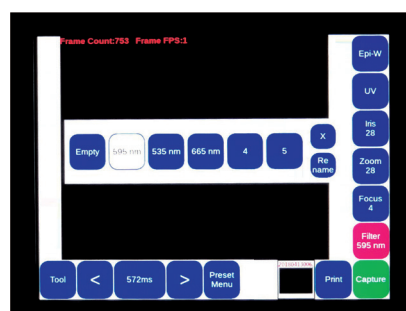 Frame Count:753 Frame FPS:1
Epi-W
UV
Iris
28
Zoom
28
Focus
4
Filter
595 nm
Empty
595 nm
535 nm
665 nm
4
5
X
Re
name
Tool
<
572ms
>
Preset
Menu
Print
Capture